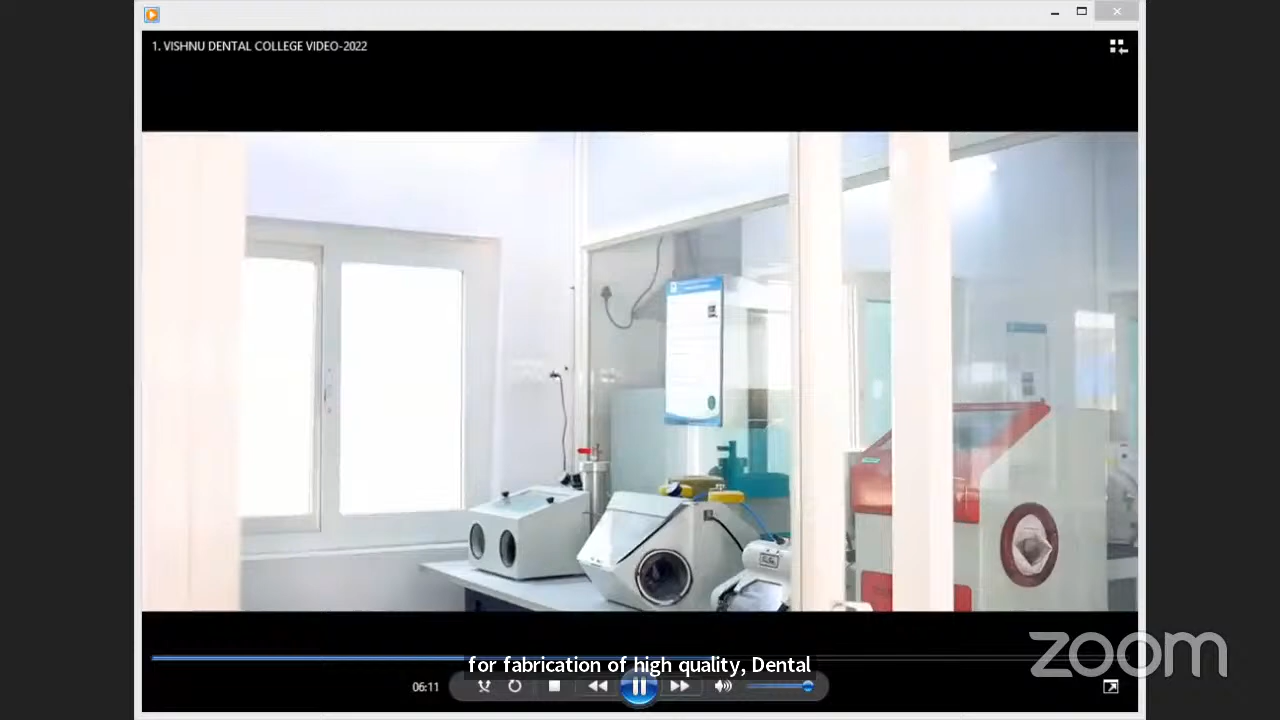 1. VISHNU DENTAL COLLEGE VIDEO-2022
for fabrication of high quality, Dental
06:11
zoom